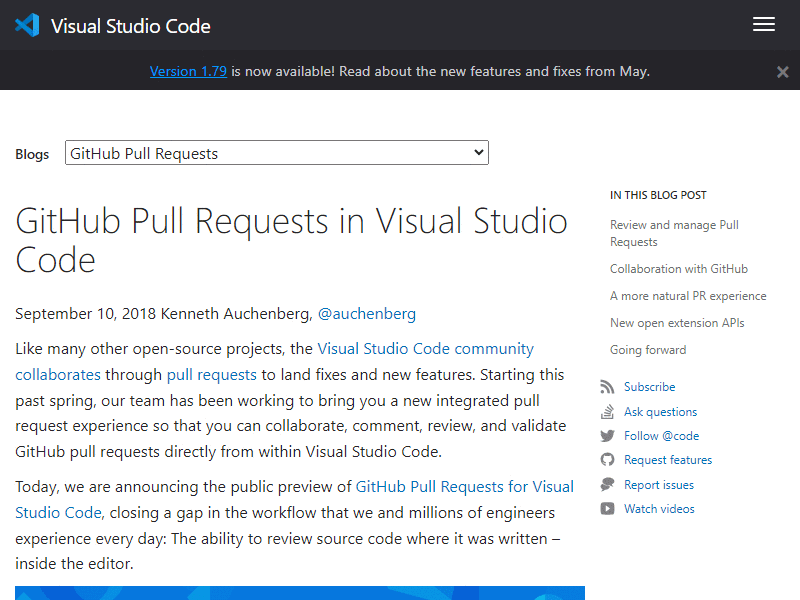 Visual Studio Code
Version 1.79 is now available! Read about the new features and fixes from May.
Blogs
GitHub Pull Requests
GitHub Pull Requests in Visual Studio
Code
September 10, 2018 Kenneth Auchenberg, @auchenberg
Like many other open-source projects, the Visual Studio Code community
collaborates through pull requests to land fixes and new features. Starting this
past spring, our team has been working to bring you a new integrated pull
request experience so that you can collaborate, comment, review, and validate
GitHub pull requests directly from within Visual Studio Code.
Today, we are announcing the public preview of GitHub Pull Requests for Visual
Studio Code, closing a gap in the workflow that we and millions of engineers
experience every day: The ability to review source code where it was written –
inside the editor.
IN THIS BLOG POST
Review and manage Pull
Requests
Collaboration with GitHub
A more natural PR experience
New open extension APIs
Going forward
Subscribe
Ask questions
Follow @code
Request features
Report issues
Watch videos